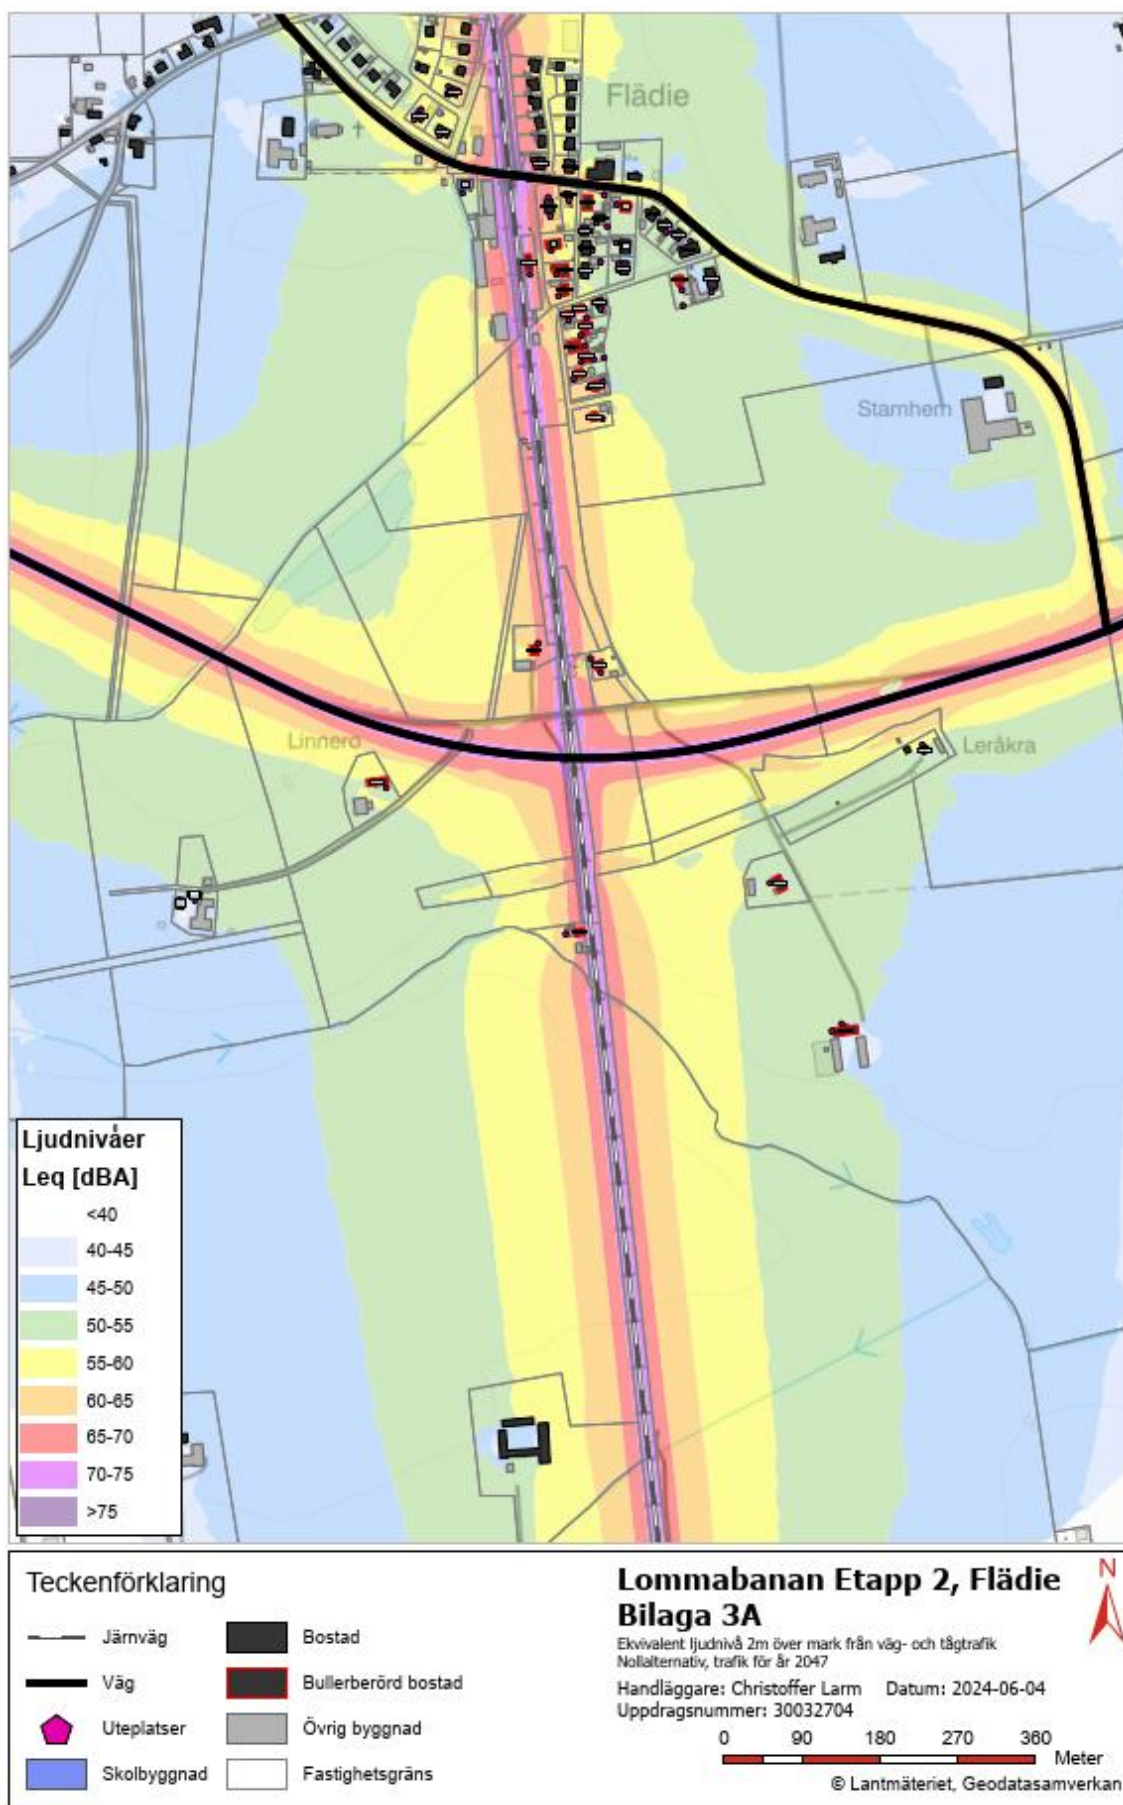 Flädie
Stamhem
Linnero
Leråkra
Ljudnivåer
Leq [dBA]
<40
40-45
45-50
50-55
55-60
60-65
65-70
70-75
>75
Teckenförklaring
Järnväg
Bostad
Väg
Bullerberörd bostad
Uteplatser
Övrig byggnad
Skolbyggnad
Fastighetsgräns
Lommabanan Etapp 2, Flädie
Bilaga 3A
Ekvivalent ljudnivå 2m över mark från väg- och tågtrafik
Nollalternativ, trafik för år 2047
Handläggare: Christoffer Larm Datum: 2024-06-04
Uppdragsnummer: 30032704
N
0 90 180 270 360
Meter
© Lantmäteriet, Geodatasamverkan